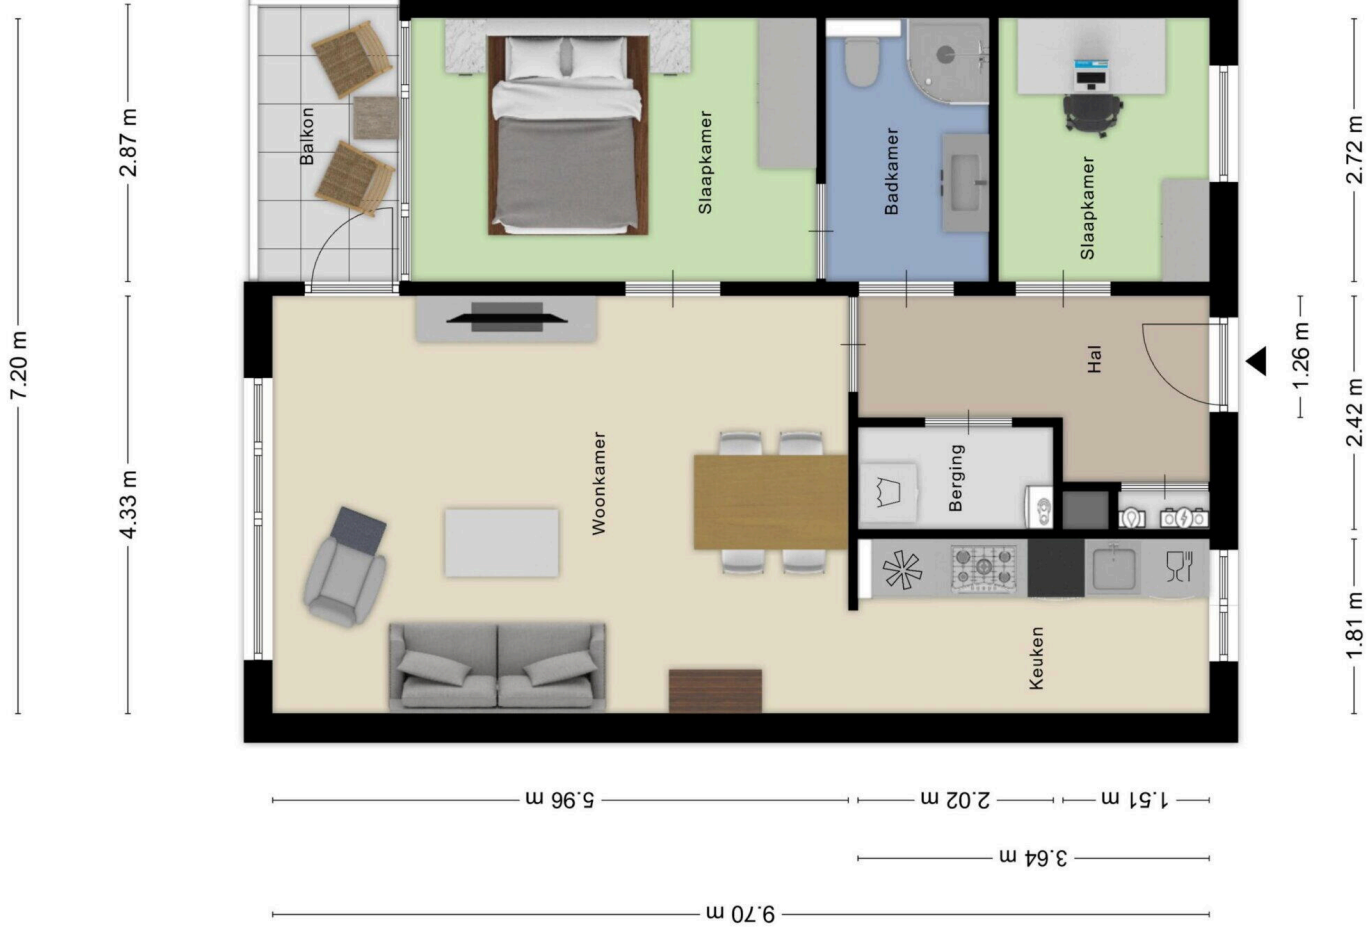 Balkon
Slaapkamer
Badkamer
Slaapkamer
Hal
Woonkamer
Berging
Keuken
7.20 m
2.87 m
4.33 m
2.72 m
1.26 m
2.42 m
1.81 m
5.96 m
2.02 m
1.51 m
3.64 m
9.70 m